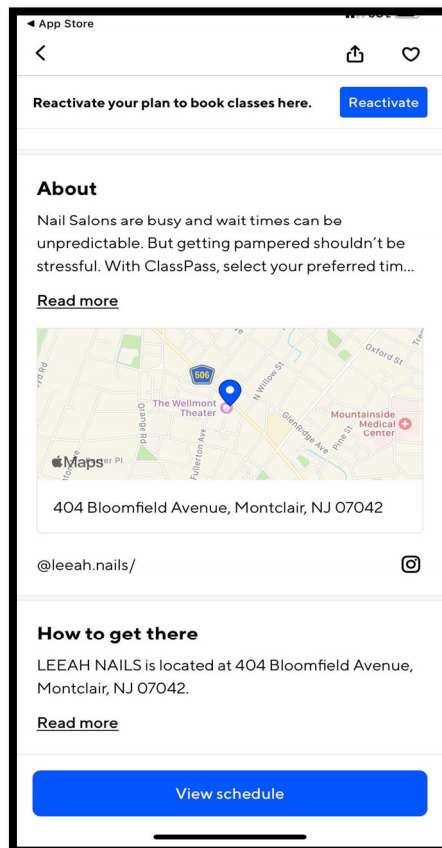 ◀ App Store
Reactivate your plan to book classes here.
Reactivate
About
Nail Salons are busy and wait times can be
unpredictable. But getting pampered shouldn’t be
stressful. With ClassPass, select your preferred tim...
Read more
Oxford St
506
N Willow St
The Wellmont
Theater
Orange Rd
Mountainside
Medical
Center
GlenRidge Ave
Pine St
Fullerton Ave
Maps
Pl
404 Bloomfield Avenue, Montclair, NJ 07042
@leeah.nails/
How to get there
LEEAH NAILS is located at 404 Bloomfield Avenue,
Montclair, NJ 07042.
Read more
View schedule